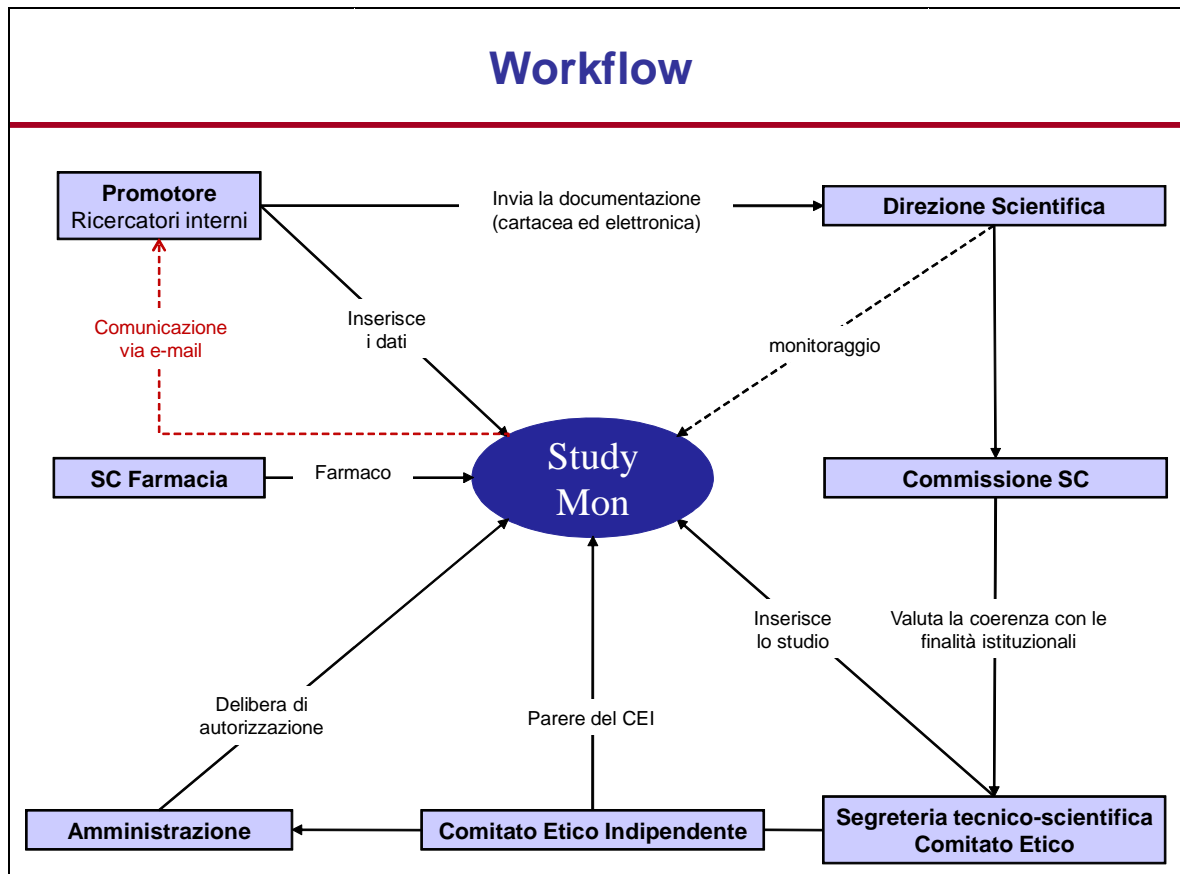 Workflow
Promotore
Ricercatori interni
Invia la documentazione
(cartacea ed elettronica)
Direzione Scientifica
Comunicazione
via e-mail
Inserisce
i dati
monitoraggio
SC Farmacia
Farmaco
Study
Mon
Commissione SC
Inserisce
lo studio
Valuta la coerenza con le
finalità istituzionali
Delibera di
autorizzazione
Parere del CEI
Amministrazione
Comitato Etico Indipendente
Segreteria tecnico-scientifica
Comitato Etico